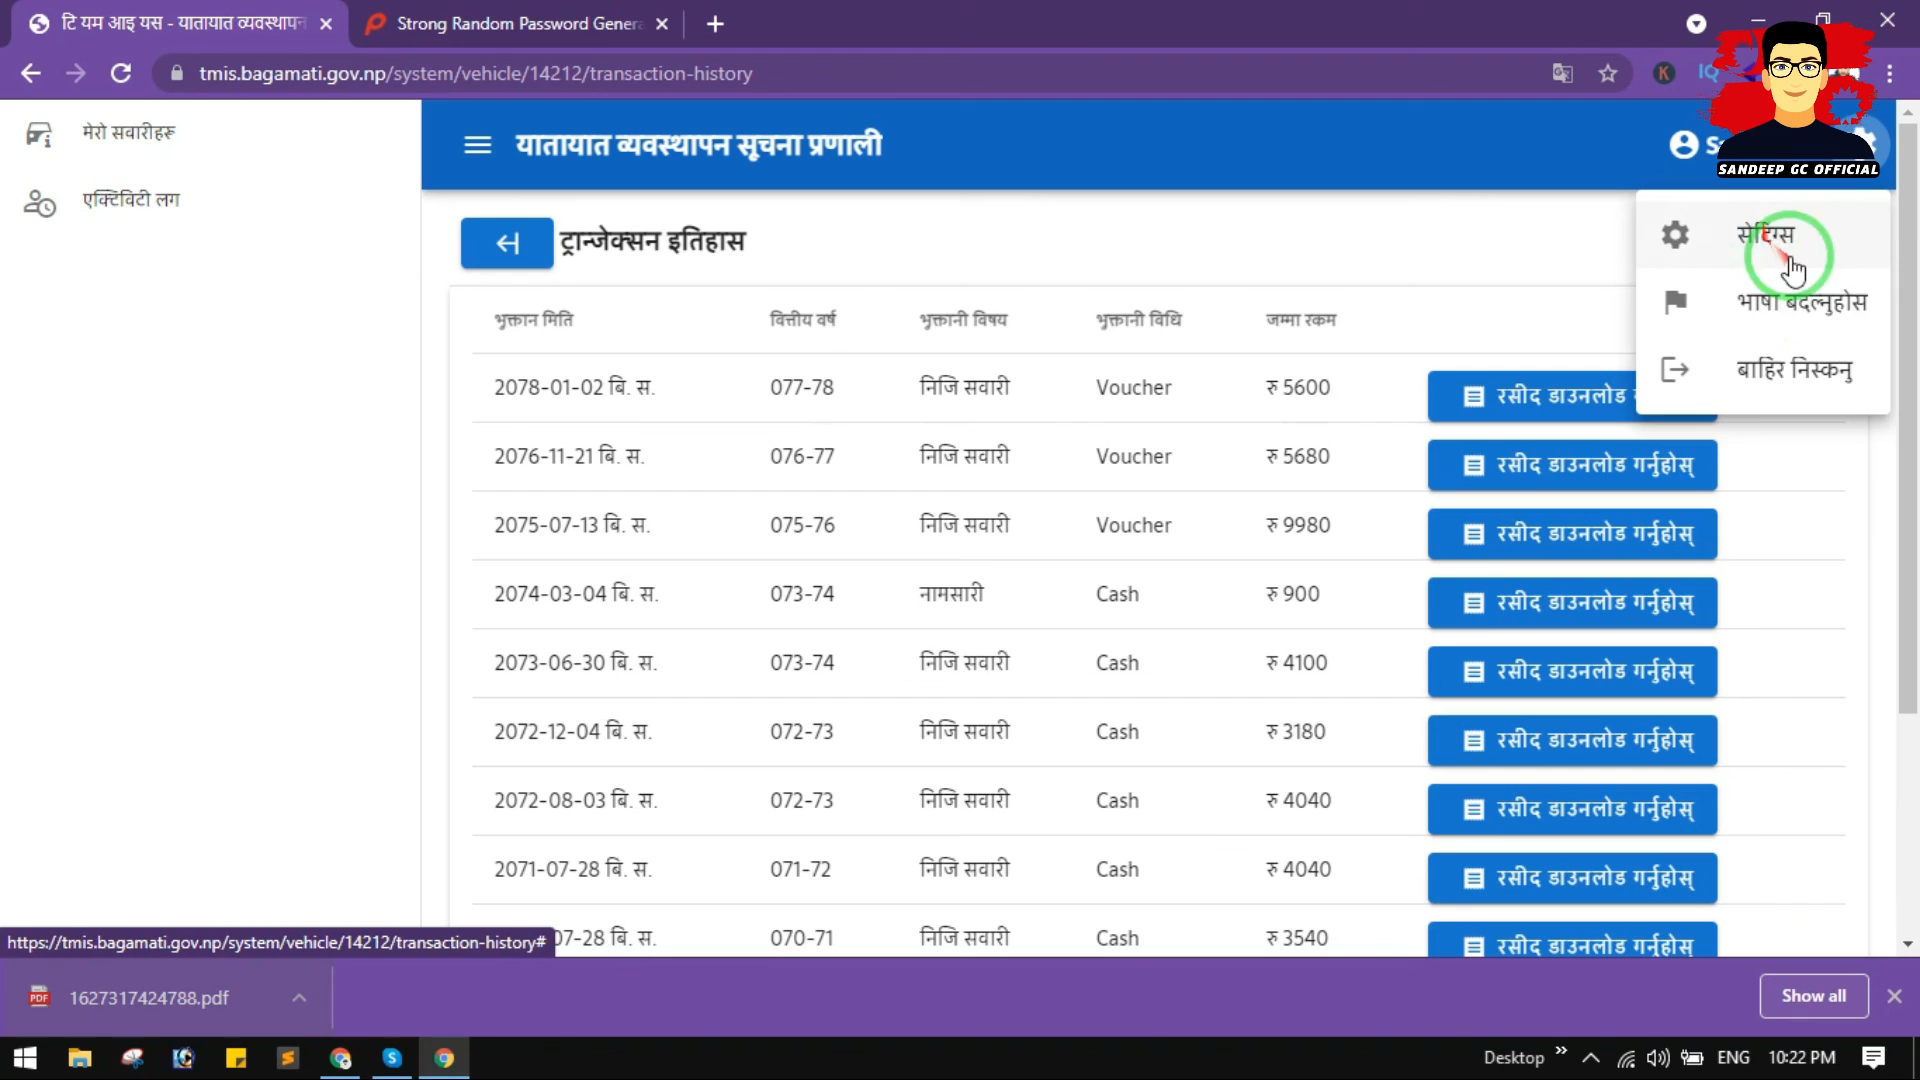 टि यम आइ यस - यातायात व्यवस्थापन
Strong Random Password Genera
tmis.bagamati.gov.np/system/vehicle/14212/transaction-history
मेरो सवारीहरू
एक्टिविटी लग
यातायात व्यवस्थापन सूचना प्रणाली
SANDEEP GC OFFICIAL
ट्रान्जेक्सन इतिहास
सेटिंग्स
भाषा बदल्नुहोस
बाहिर निस्कनु
भुक्तान मिति वित्तीय वर्ष भुक्तानी विषय भुक्तानी विधि जम्मा रकम
2078-01-02 बि. स. 077-78 निजि सवारी Voucher रु 5600 रसीद डाउनलोड
2076-11-21 बि. स. 076-77 निजि सवारी Voucher रु 5680 रसीद डाउनलोड गर्नुहोस्
2075-07-13 बि. स. 075-76 निजि सवारी Voucher रु 9980 रसीद डाउनलोड गर्नुहोस्
2074-03-04 बि. स. 073-74 नामसारी Cash रु 900 रसीद डाउनलोड गर्नुहोस्
2073-06-30 बि. स. 073-74 निजि सवारी Cash रु 4100 रसीद डाउनलोड गर्नुहोस्
2072-12-04 बि. स. 072-73 निजि सवारी Cash रु 3180 रसीद डाउनलोड गर्नुहोस्
2072-08-03 बि. स. 072-73 निजि सवारी Cash रु 4040 रसीद डाउनलोड गर्नुहोस्
2071-07-28 बि. स. 071-72 निजि सवारी Cash रु 4040 रसीद डाउनलोड गर्नुहोस्
07-28 बि. स. 070-71 निजि सवारी Cash रु 3540 रसीद डाउनलोड गर्नुहोस्
https://tmis.bagamati.gov.np/system/vehicle/14212/transaction-history#
1627317424788.pdf
Show all
Desktop ENG 10:22 PM